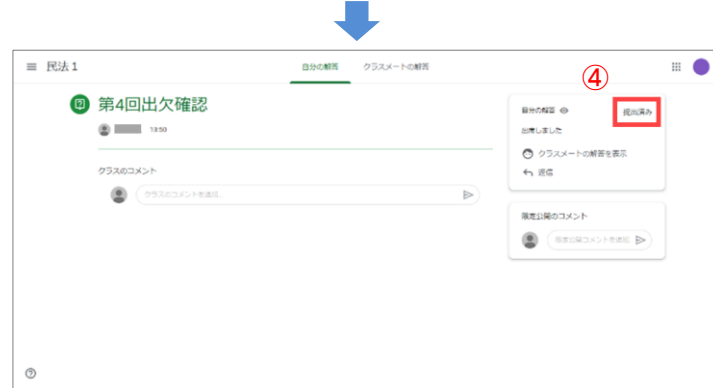 民法1
自分の解答 クラスメートの解答
④
第4回出欠確認
13:50
自分の解答
提出済み
出席しました
クラスメートの解答を表示
返信
クラスのコメント
クラスのコメントを追加...
限定公開のコメント
限定公開コメントを追加